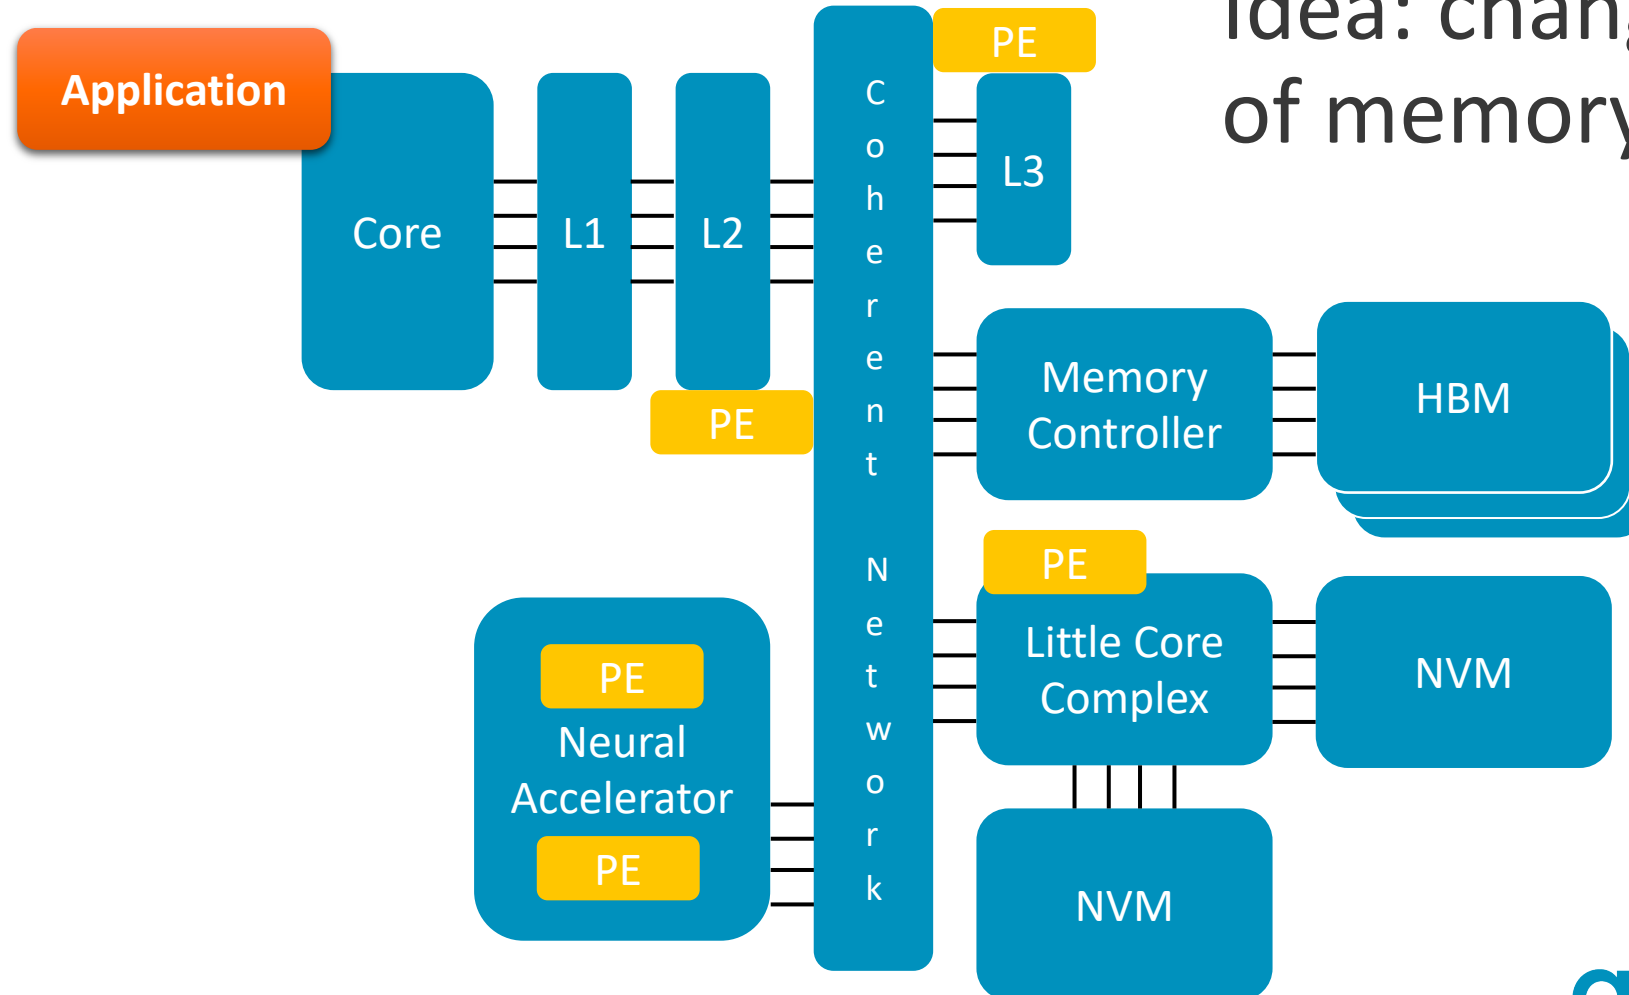 Idea: chan
of memory
Application
PE
Core
L1
L2
Coherent Network
L3
PE
Memory
Controller
HBM
PE
Little Core
Complex
NVM
PE
Neural
Accelerator
PE
NVM